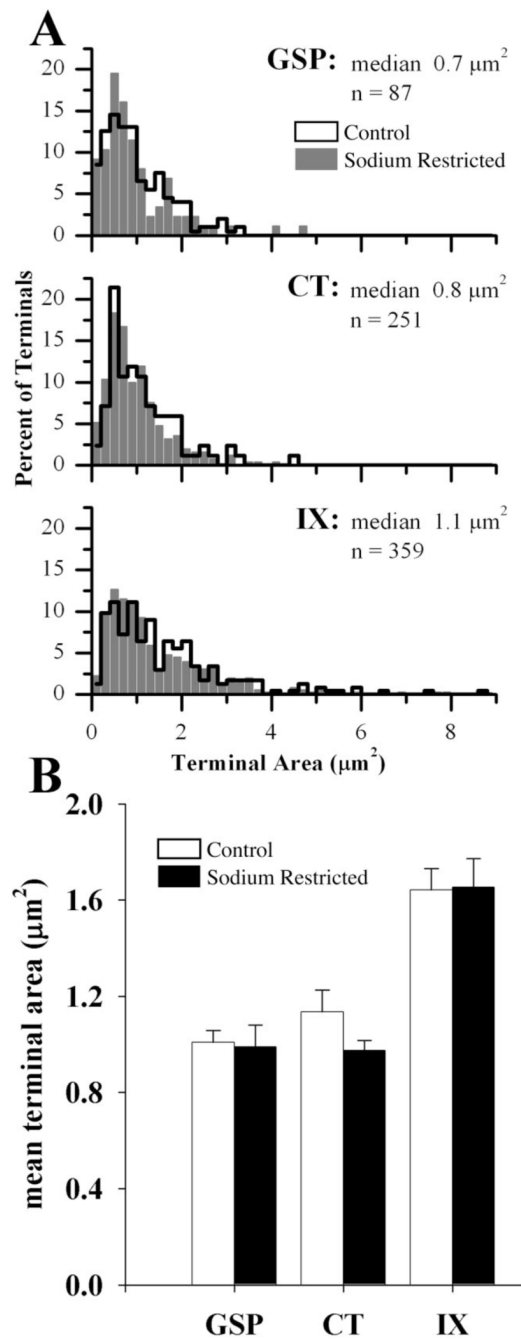 A
GSP: median 0.7 μm²
n = 87
Control
Sodium Restricted
20
15
10
5
0
CT: median 0.8 μm²
n = 251
20
15
10
5
0
Percent of Terminals
IX: median 1.1 μm²
n = 359
20
15
10
5
0
0 2 4 6 8
Terminal Area (μm²)
B
2.0
1.6
1.2
0.8
0.4
0.0
mean terminal area (μm²)
Control
Sodium Restricted
GSP CT IX